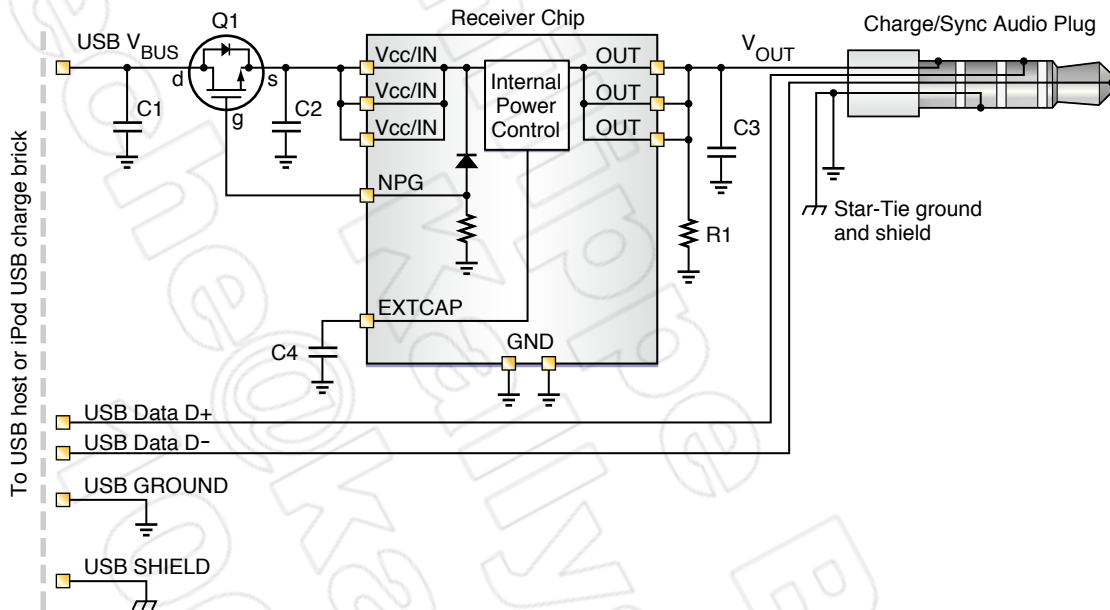 Q1
Receiver Chip
Charge/Sync Audio Plug
USB VBUS
d
s
g
C1
C2
Vcc/IN
Vcc/IN
Vcc/IN
Internal
Power
Control
OUT
OUT
OUT
VOUT
C3
NPG
R1
Star-Tie ground
and shield
EXTCAP
C4
GND
To USB host or iPod USB charge brick
USB Data D+
USB Data D-
USB GROUND
USB SHIELD